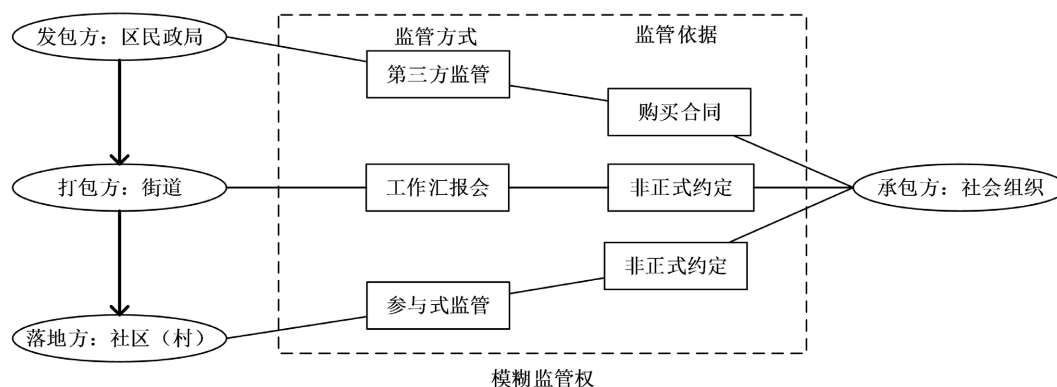 发包方：区民政局
监管方式
监管依据
第三方监管
购买合同
打包方：街道
工作汇报会
非正式约定
承包方：社会组织
非正式约定
参与式监管
落地方：社区（村）
模糊监管权